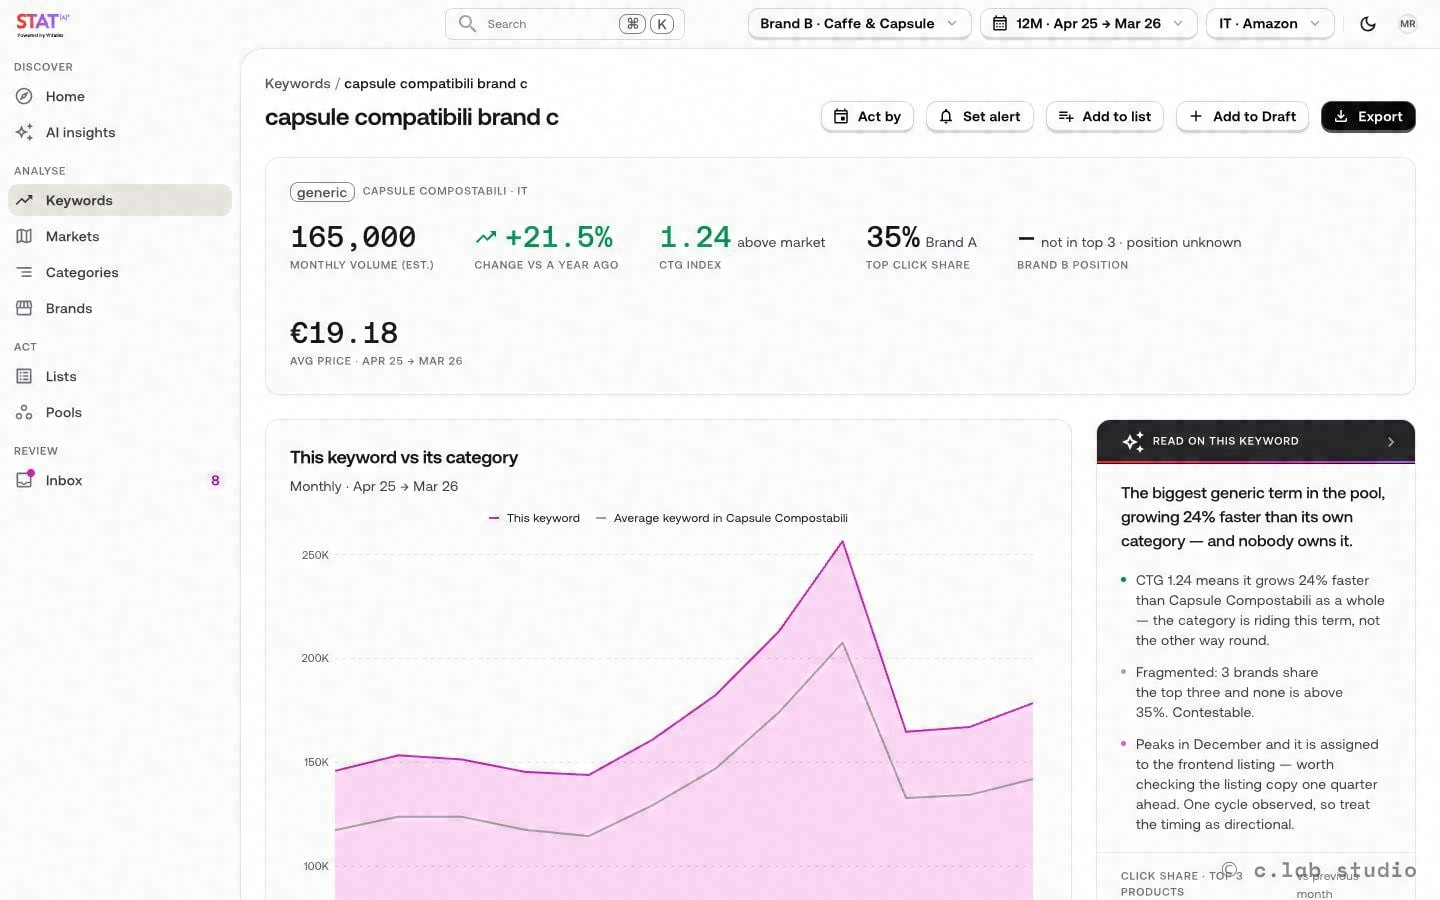 STAT
Powered by Witailer
Search
⌘ K
Brand B · Caffe & Capsule
12M · Apr 25 → Mar 26
IT · Amazon
MR
DISCOVER
Home
AI insights
ANALYSE
Keywords
Markets
Categories
Brands
ACT
Lists
Pools
REVIEW
Inbox
8
Keywords / capsule compatibili brand c
capsule compatibili brand c
Act by
Set alert
Add to list
Add to Draft
Export
generic CAPSULE COMPOSTABILI · IT
165,000
MONTHLY VOLUME (EST.)
+21.5%
CHANGE VS A YEAR AGO
1.24 above market
CTG INDEX
35% Brand A
TOP CLICK SHARE
– not in top 3 · position unknown
BRAND B POSITION
€19.18
AVG PRICE · APR 25 → MAR 26
This keyword vs its category
Monthly · Apr 25 → Mar 26
This keyword
Average keyword in Capsule Compostabili
250K
200K
150K
100K
READ ON THIS KEYWORD
The biggest generic term in the pool,
growing 24% faster than its own
category — and nobody owns it.
CTG 1.24 means it grows 24% faster
than Capsule Compostabili as a whole
— the category is riding this term, not
the other way round.
Fragmented: 3 brands share
the top three and none is above
35%. Contestable.
Peaks in December and it is assigned
to the frontend listing — worth
checking the listing copy one quarter
ahead. One cycle observed, so treat
the timing as directional.
CLICK SHARE · TOP 3
PRODUCTS
vs previous
month
© c.lab studio